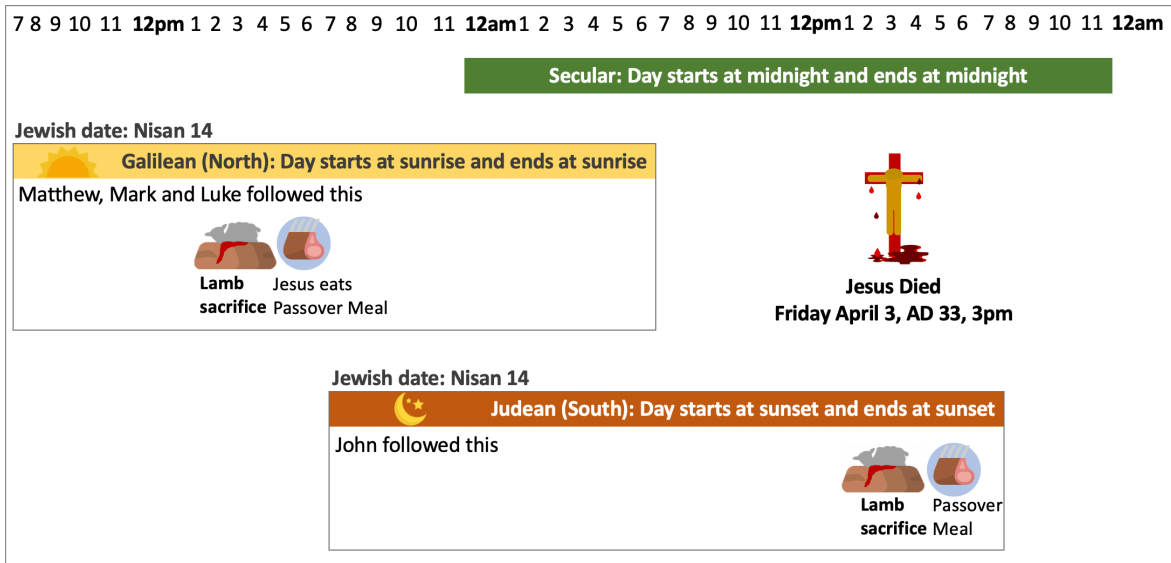 7 8 9 10 11 12pm 1 2 3 4 5 6 7 8 9 10 11 12am 1 2 3 4 5 6 7 8 9 10 11 12pm 1 2 3 4 5 6 7 8 9 10 11 12am
Secular: Day starts at midnight and ends at midnight
Jewish date: Nisan 14
Galilean (North): Day starts at sunrise and ends at sunrise
Matthew, Mark and Luke followed this
Lamb
sacrifice
Jesus eats
Passover Meal
Jesus Died
Friday April 3, AD 33, 3pm
Jewish date: Nisan 14
Judean (South): Day starts at sunset and ends at sunset
John followed this
Lamb
sacrifice
Passover
Meal